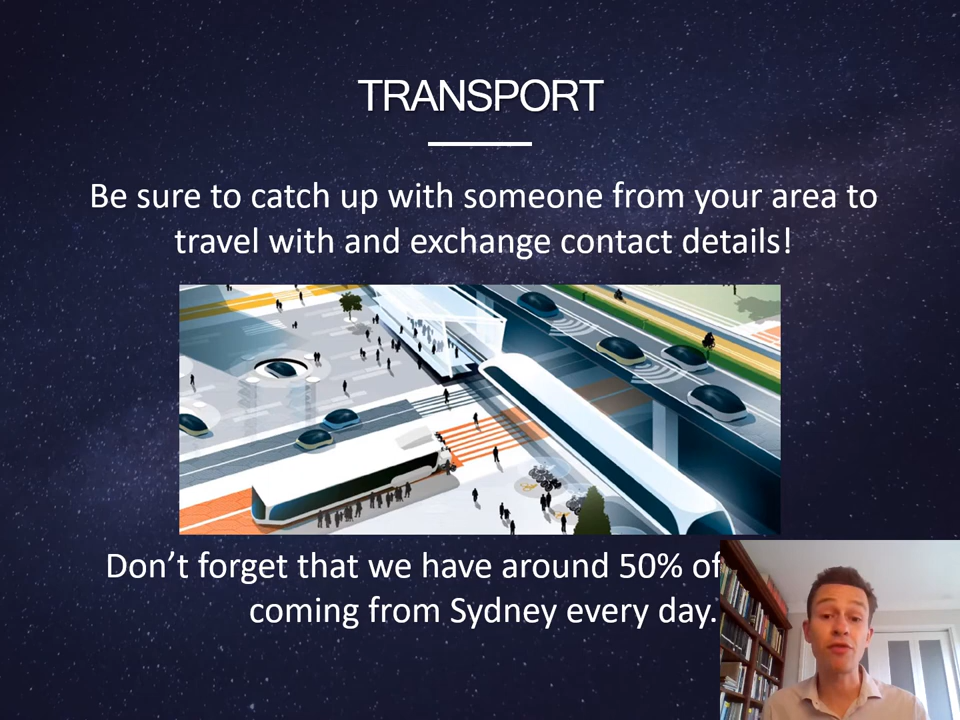 TRANSPORT
Be sure to catch up with someone from your area to
travel with and exchange contact details!
Don't forget that we have around 50% of
coming from Sydney every day.